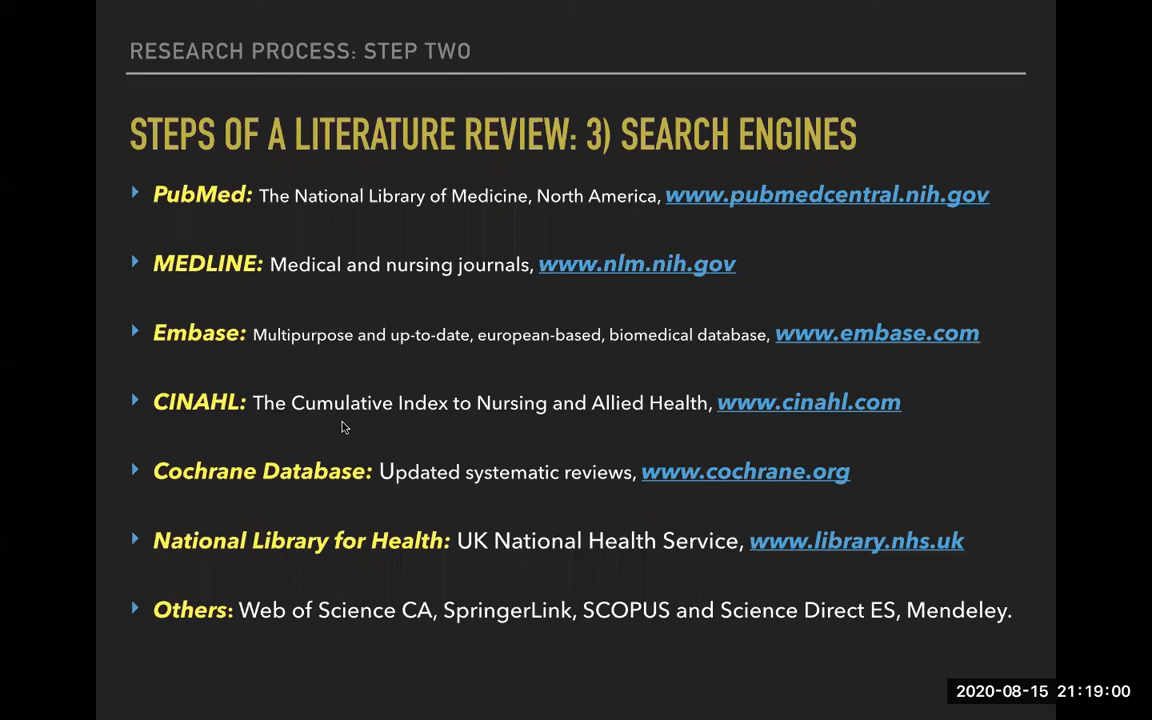 RESEARCH PROCESS: STEP TWO
STEPS OF A LITERATURE REVIEW: 3) SEARCH ENGINES
PubMed: The National Library of Medicine, North America, www.pubmedcentral.nih.gov
MEDLINE: Medical and nursing journals, www.nlm.nih.gov
Embase: Multipurpose and up-to-date, european-based, biomedical database, www.embase.com
CINAHL: The Cumulative Index to Nursing and Allied Health, www.cinahl.com
Cochrane Database: Updated systematic reviews, www.cochrane.org
National Library for Health: UK National Health Service, www.library.nhs.uk
Others: Web of Science CA, SpringerLink, SCOPUS and Science Direct ES, Mendeley.
2020-08-15 21:19:00